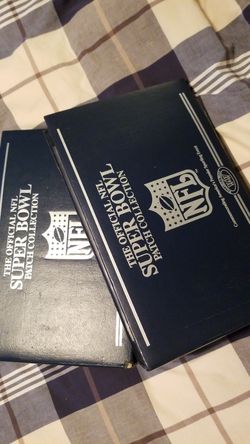 THE OFFICIAL NFL
SUPER BOWL
PATCH COLLECTION
NFL
THE OFFICIAL NFL
SUPER BOWL
PATCH COLLECTION
NFL